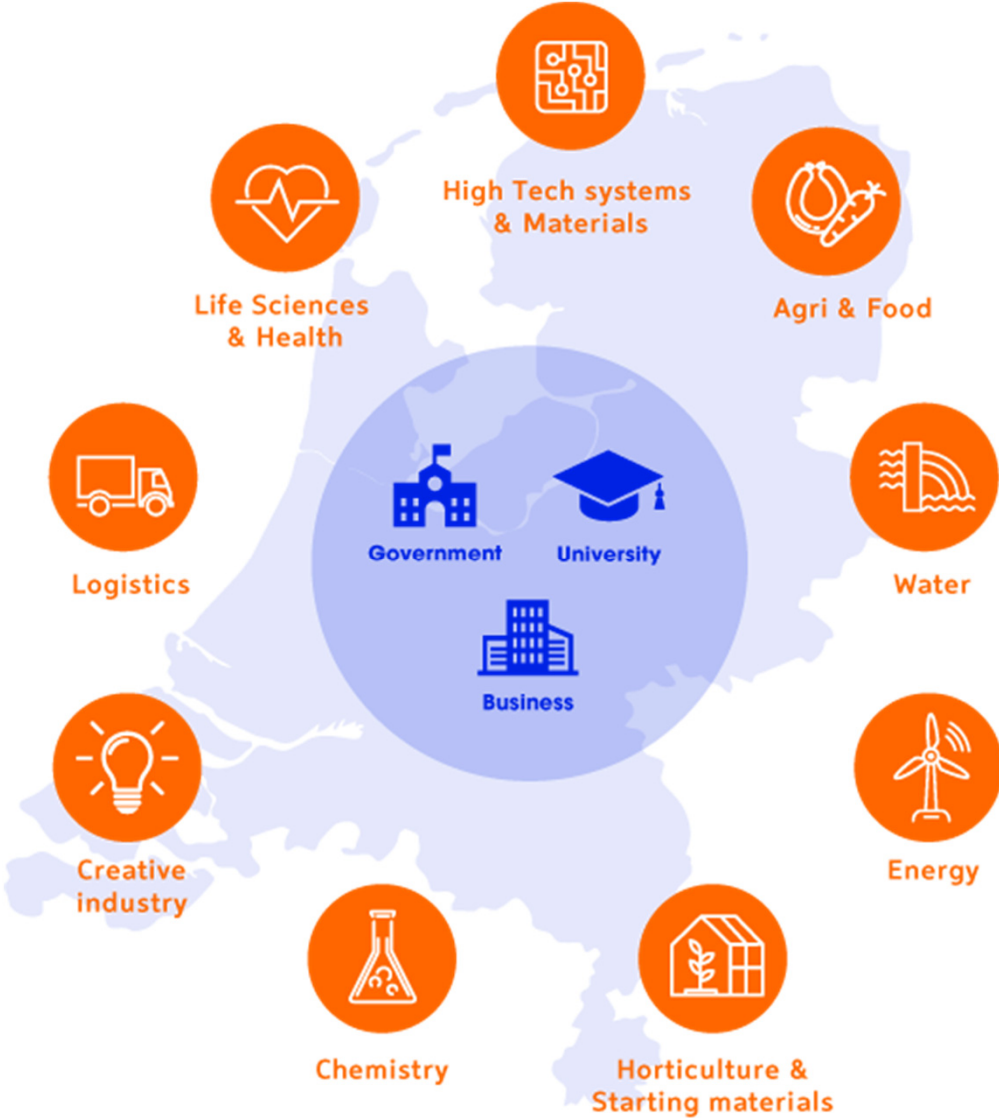 High Tech systems
& Materials
Life Sciences
& Health
Agri & Food
Government
University
Logistics
Water
Business
Creative
industry
Energy
Chemistry
Horticulture &
Starting materials